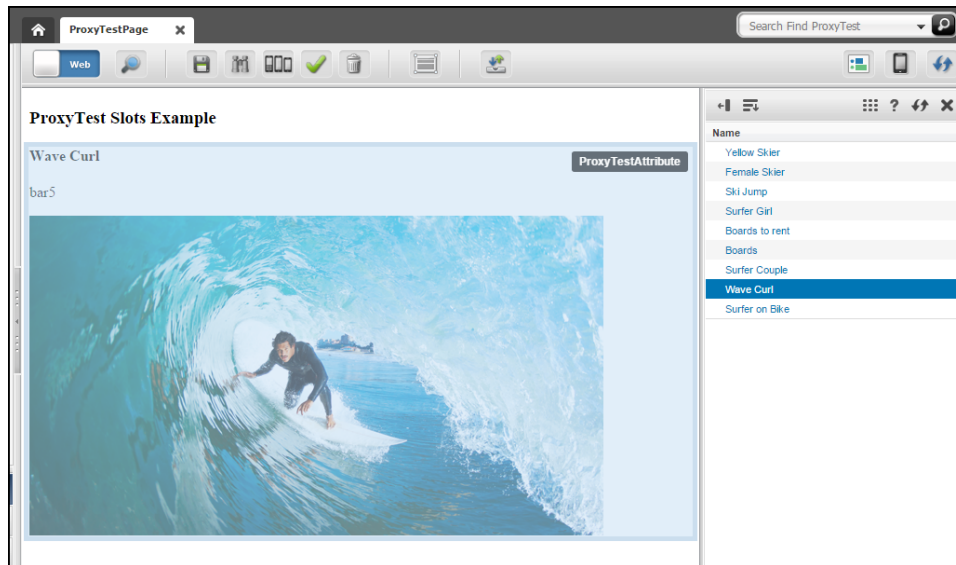 ProxyTestPage
Search Find ProxyTest
Web
ProxyTest Slots Example
Wave Curl
ProxyTestAttribute
bar5
Name
Yellow Skier
Female Skier
Ski Jump
Surfer Girl
Boards to rent
Boards
Surfer Couple
Wave Curl
Surfer on Bike